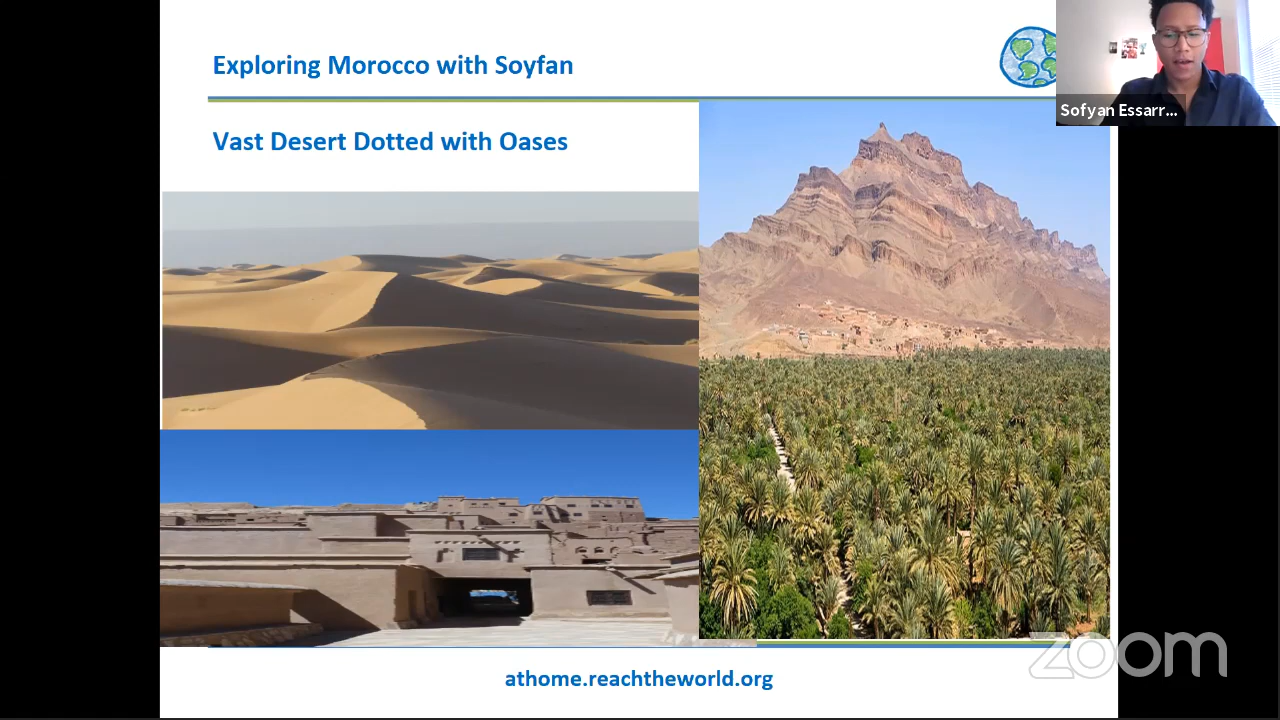 Exploring Morocco with Soyfan
Sofyan Essarr...
Vast Desert Dotted with Oases
zoom
athome.reachtheworld.org